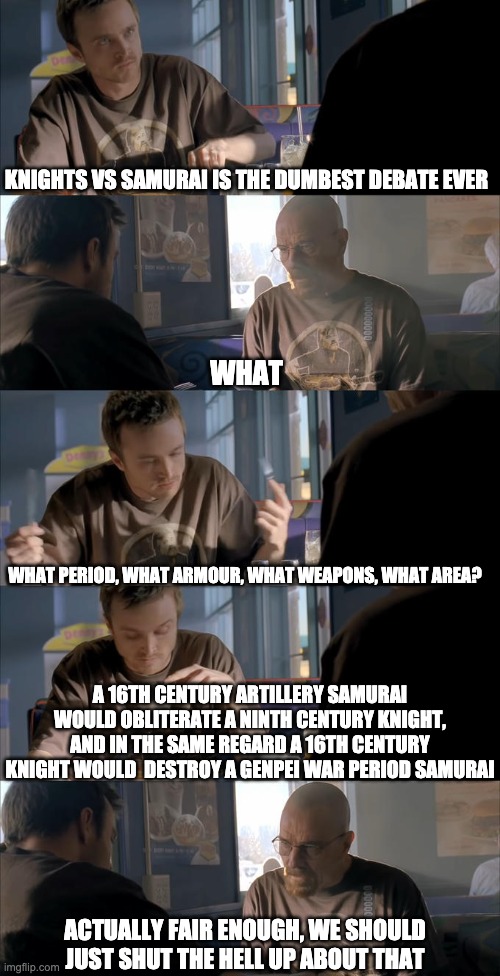 KNIGHTS VS SAMURAI IS THE DUMBEST DEBATE EVER
WHAT
WHAT PERIOD, WHAT ARMOUR, WHAT WEAPONS, WHAT AREA?
A 16TH CENTURY ARTILLERY SAMURAI
WOULD OBLITERATE A NINTH CENTURY KNIGHT,
AND IN THE SAME REGARD A 16TH CENTURY
KNIGHT WOULD DESTROY A GENPEI WAR PERIOD SAMURAI
ACTUALLY FAIR ENOUGH, WE SHOULD
JUST SHUT THE HELL UP ABOUT THAT
imgflip.com